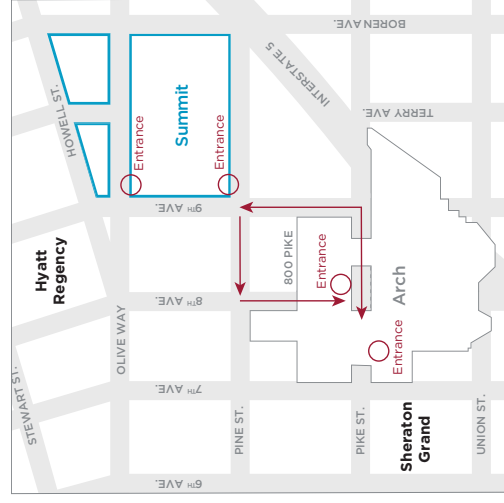 BOREN AVE.
INTERSTATE 5
TERRY AVE.
HOWELL ST.
Summit
Entrance
Entrance
9TH AVE.
Hyatt
Regency
800 PIKE
Entrance
Arch
8TH AVE.
OLIVE WAY
Entrance
STEWART ST.
7TH AVE.
PINE ST.
PIKE ST.
Sheraton
Grand
UNION ST.
6TH AVE.